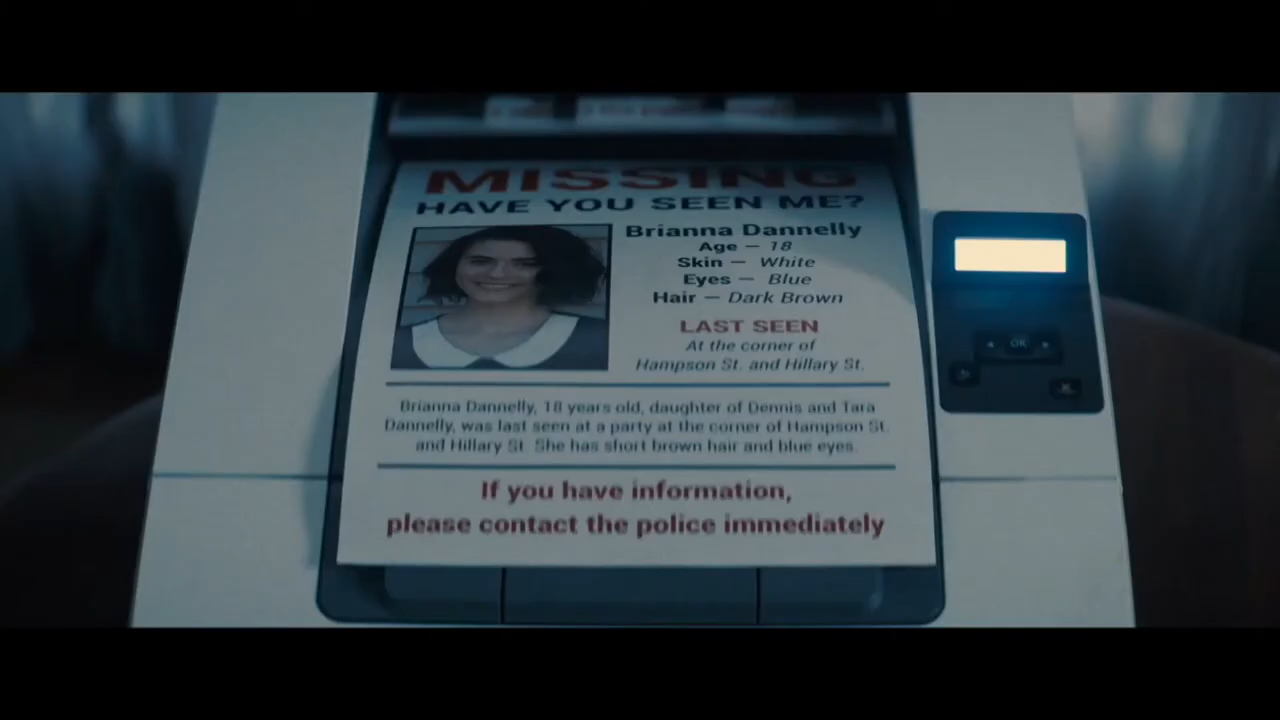 MISSING
HAVE YOU SEEN ME?
Brianna Dannelly
Age — 18
Skin — White
Eyes — Blue
Hair — Dark Brown
LAST SEEN
At the corner of
Hampson St. and Hillary St.
Brianna Dannelly, 18 years old, daughter of Dennis and Tara
Dannelly, was last seen at a party at the corner of Hampson St.
and Hillary St. She has short brown hair and blue eyes.
If you have information,
please contact the police immediately
OK